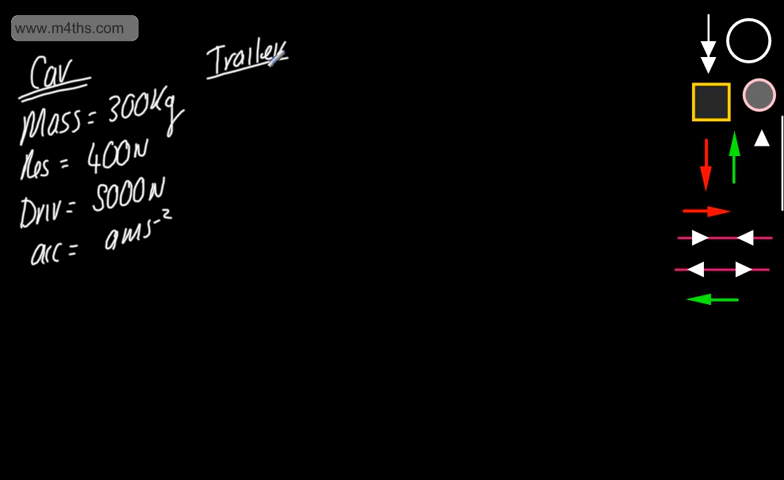 www.m4ths.com
Car
Mass = 300Kg
Res = 400N
Driv = 5000N
acc = ams⁻²
Trailer